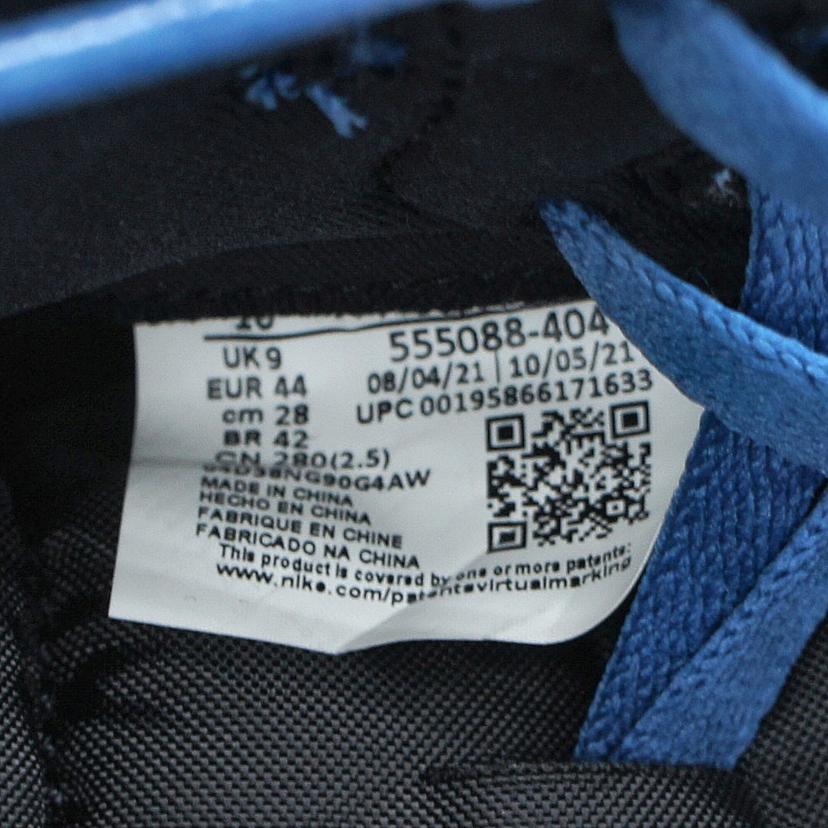 10
UK 9
EUR 44
cm 28
BR 42
CN 280(2.5)
555088-404
08/04/21 | 10/05/21
UPC 00195866171633
MADE IN CHINA
HECHO EN CHINA
FABRIQUE EN CHINE
FABRICADO NA CHINA
This product is covered by one or more patents:
www.nike.com/patentsvirtualmarking